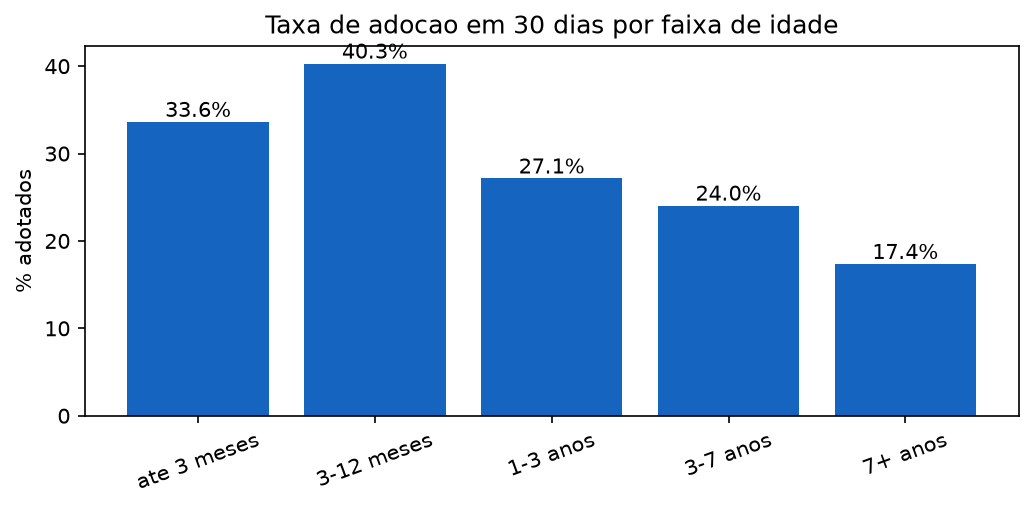 Taxa de adocao em 30 dias por faixa de idade
% adotados
40
30
20
10
0
33.6%
40.3%
27.1%
24.0%
17.4%
ate 3 meses
3-12 meses
1-3 anos
3-7 anos
7+ anos